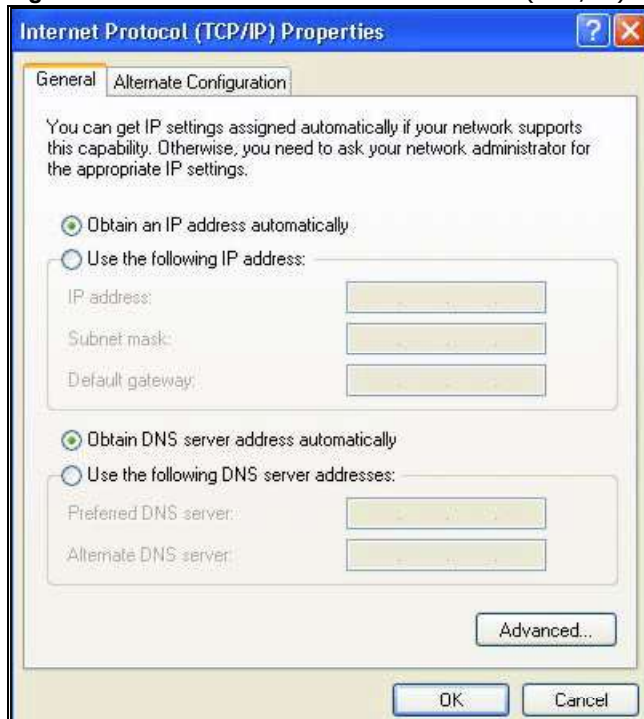 Internet Protocol (TCP/IP) Properties
General
Alternate Configuration
You can get IP settings assigned automatically if your network supports
this capability. Otherwise, you need to ask your network administrator for
the appropriate IP settings.
Obtain an IP address automatically
Use the following IP address:
IP address:
Subnet mask:
Default gateway:
Obtain DNS server address automatically
Use the following DNS server addresses:
Preferred DNS server:
Alternate DNS server:
Advanced...
OK
Cancel